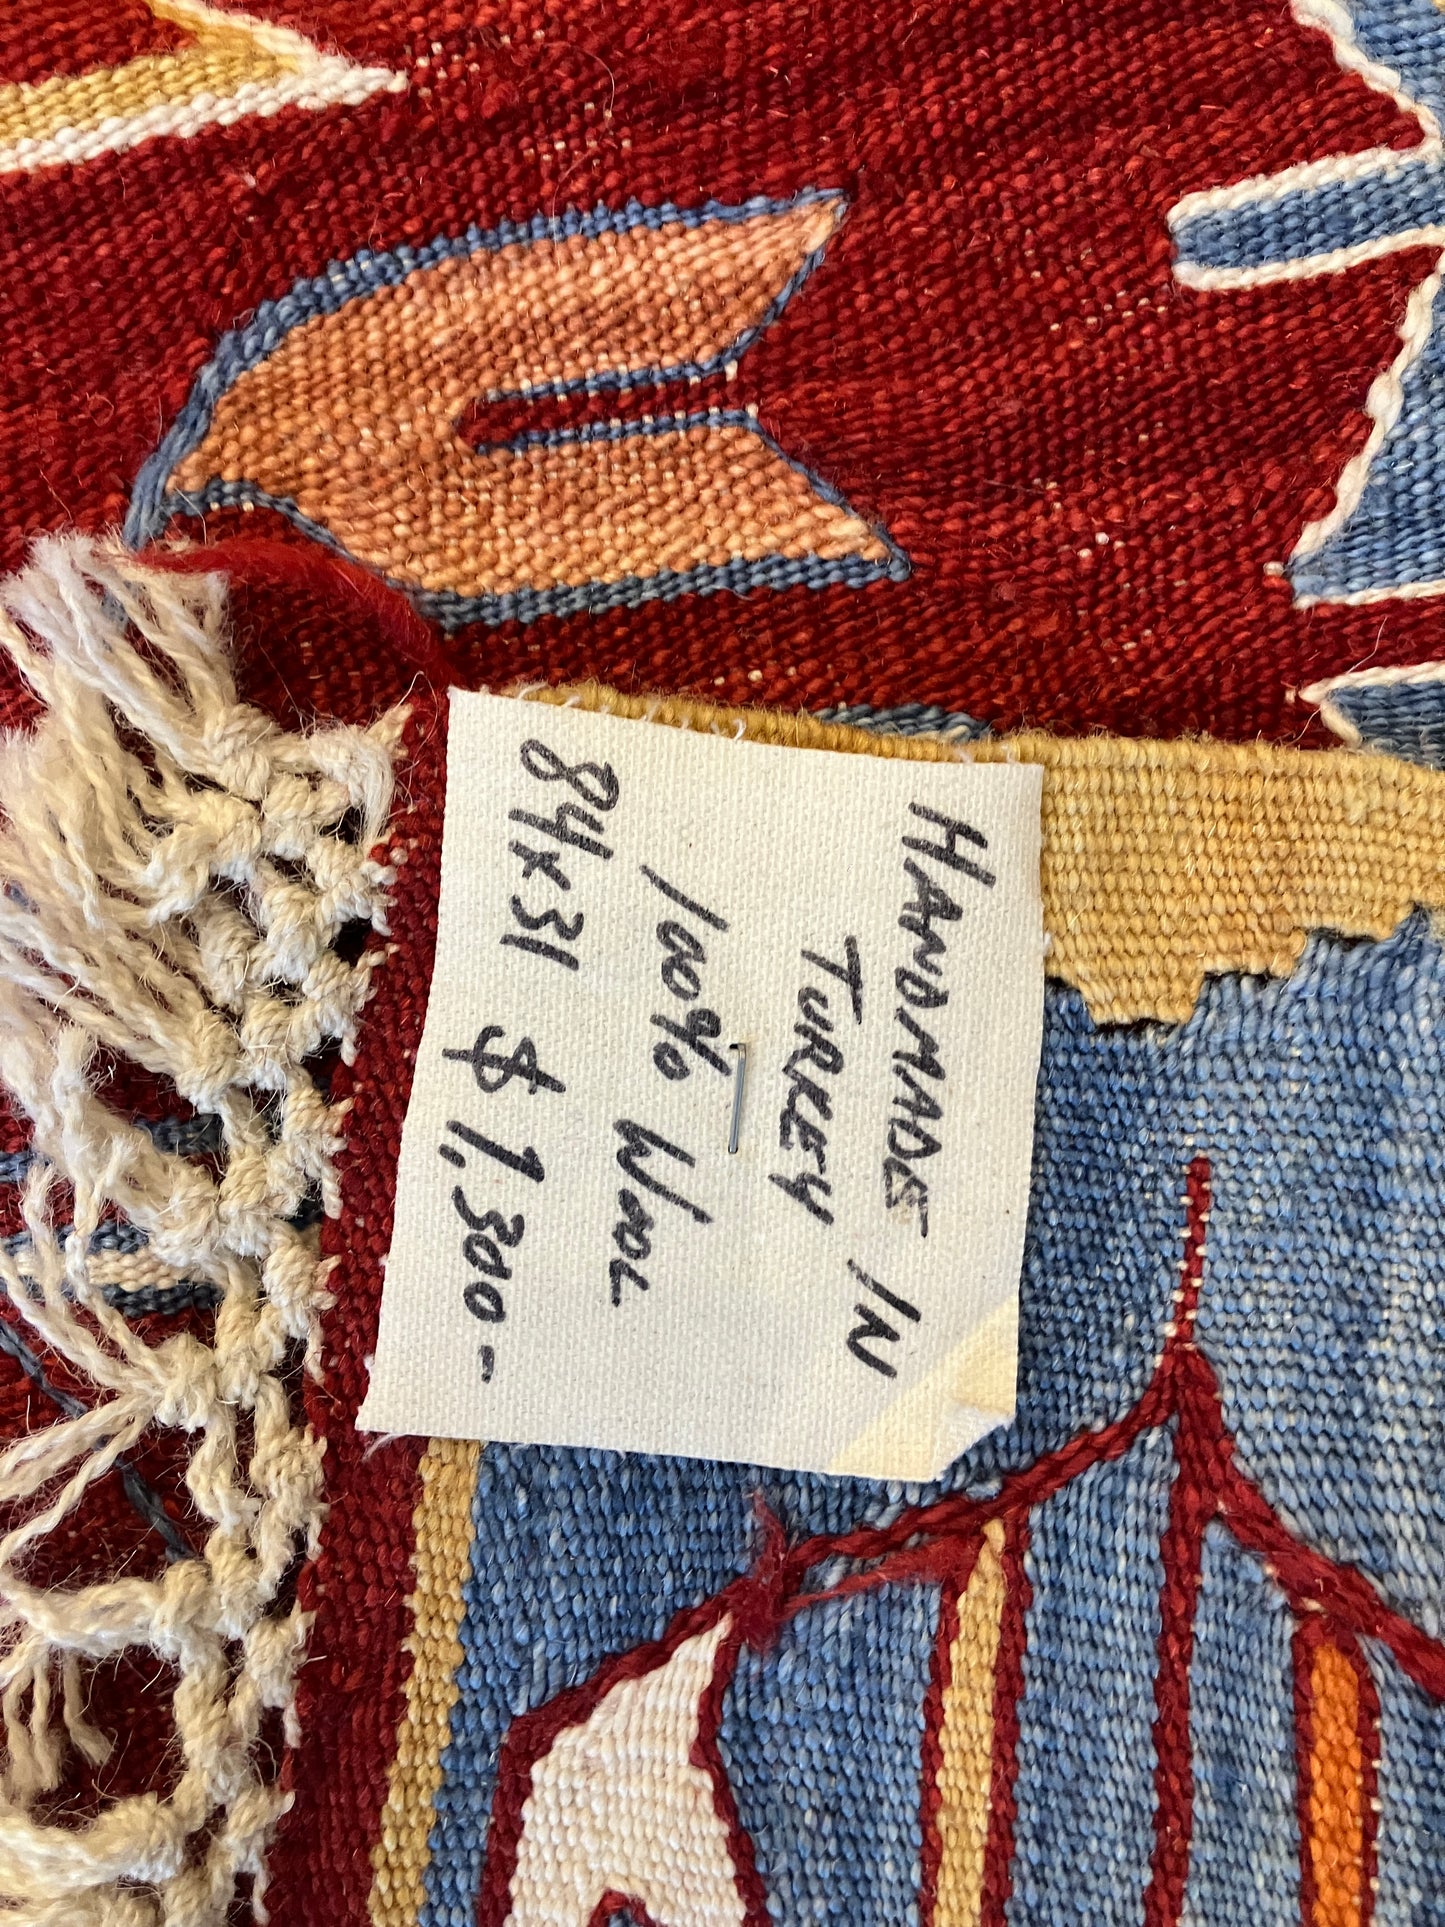 HANDMADE IN
TURKEY
100% WOOL
84x31 $1,300-